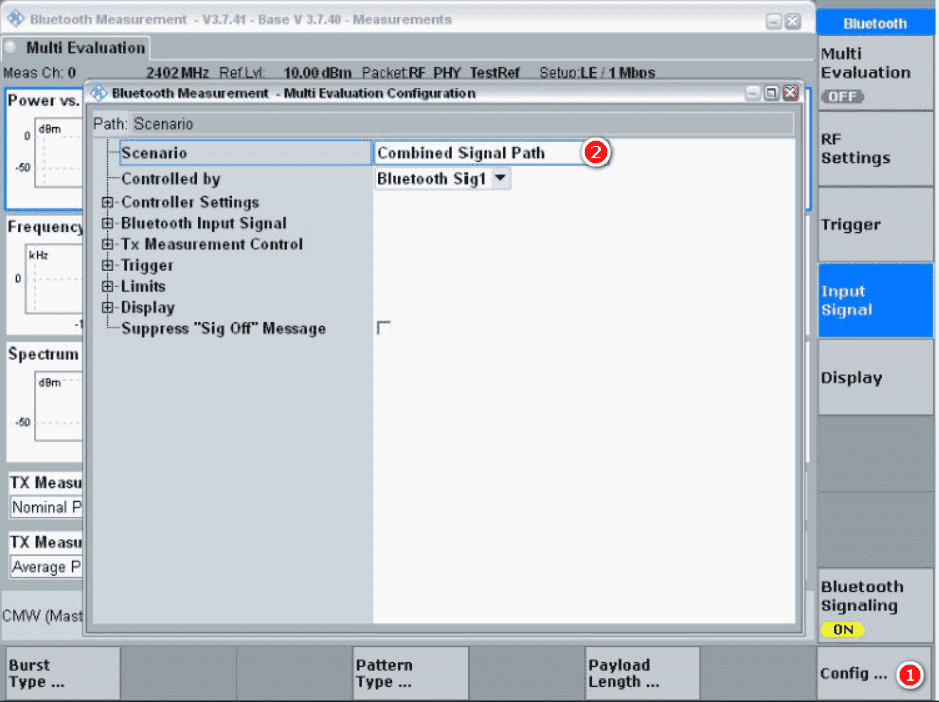 Bluetooth Measurement - V3.7.41 - Base V 3.7.40 - Measurements
Bluetooth
Multi Evaluation
Multi
Evaluation
OFF
Meas Ch: 0 2402 MHz Ref.Lvl: 10.00 dBm Packet:RF PHY TestRef Setup:LE / 1 Mbps
Bluetooth Measurement - Multi Evaluation Configuration
Power vs.
dBm
0
-50
Path: Scenario
Scenario Combined Signal Path 2
Controlled by Bluetooth Sig1
Controller Settings
Bluetooth Input Signal
Tx Measurement Control
Trigger
Limits
Display
Suppress "Sig Off" Message
RF
Settings
Trigger
Input
Signal
Display
Frequency
kHz
0
-1
Spectrum
dBm
-50
TX Measu
Nominal P
TX Measu
Average P
CMW (Mast
Bluetooth
Signaling
ON
Burst
Type ...
Pattern
Type ...
Payload
Length ...
Config ... 1